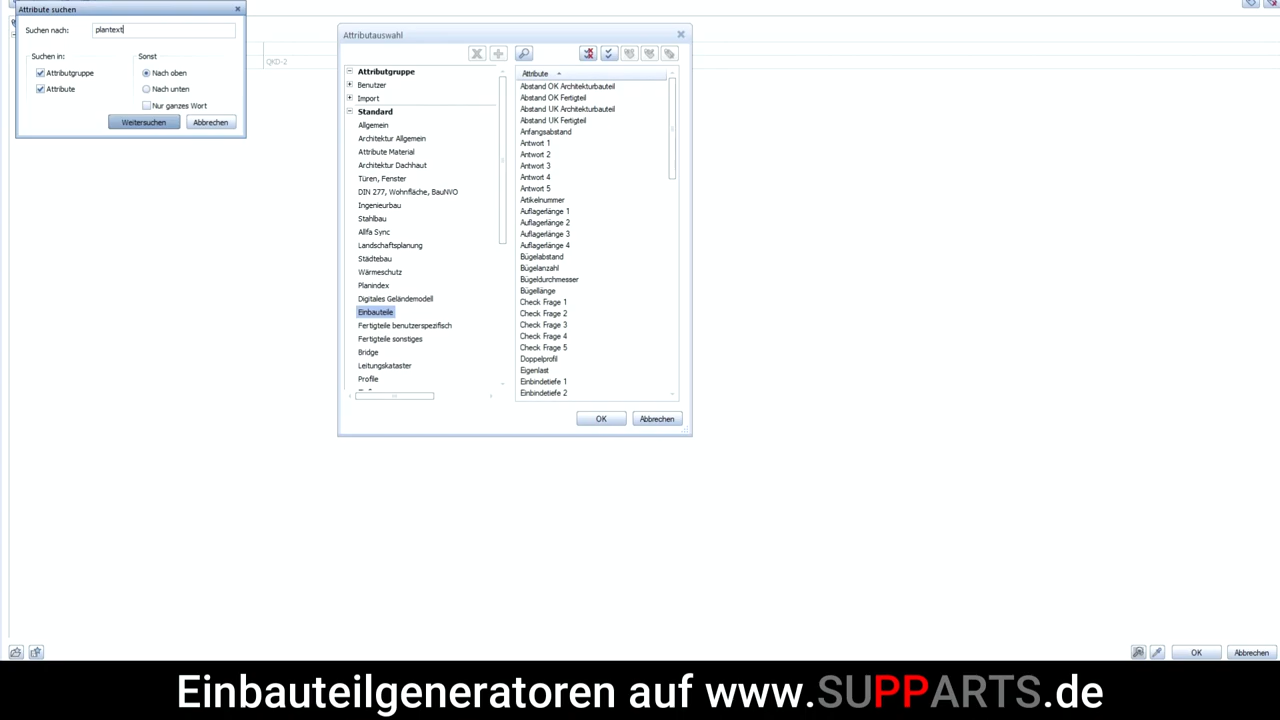 Attribute suchen
Suchen nach:
plantext
Suchen in:
Sonst
Attributgruppe
Nach oben
Attribute
Nach unten
Nur ganzes Wort
Weitersuchen
Abbrechen
QKD-2
Attributauswahl
Attributgruppe
Benutzer
Import
Standard
Allgemein
Architektur Allgemein
Attribute Material
Architektur Dachhaut
Türen, Fenster
DIN 277, Wohnfläche, BauNVO
Ingenieurbau
Stahlbau
Allfa Sync
Landschaftsplanung
Städtebau
Wärmeschutz
Planindex
Digitales Geländemodell
Einbauteile
Fertigteile benutzerspezifisch
Fertigteile sonstiges
Bridge
Leitungskataster
Profile
Attribute
Abstand OK Architekturbauteil
Abstand OK Fertigteil
Abstand UK Architekturbauteil
Abstand UK Fertigteil
Anfangsabstand
Antwort 1
Antwort 2
Antwort 3
Antwort 4
Antwort 5
Artikelnummer
Auflagerlänge 1
Auflagerlänge 2
Auflagerlänge 3
Auflagerlänge 4
Bügelabstand
Bügelanzahl
Bügeldurchmesser
Bügellänge
Check Frage 1
Check Frage 2
Check Frage 3
Check Frage 4
Check Frage 5
Doppelprofil
Eigenlast
Einbindetiefe 1
Einbindetiefe 2
OK
Abbrechen
OK
Abbrechen
Einbauteilgeneratoren auf www.SUPPARTS.de